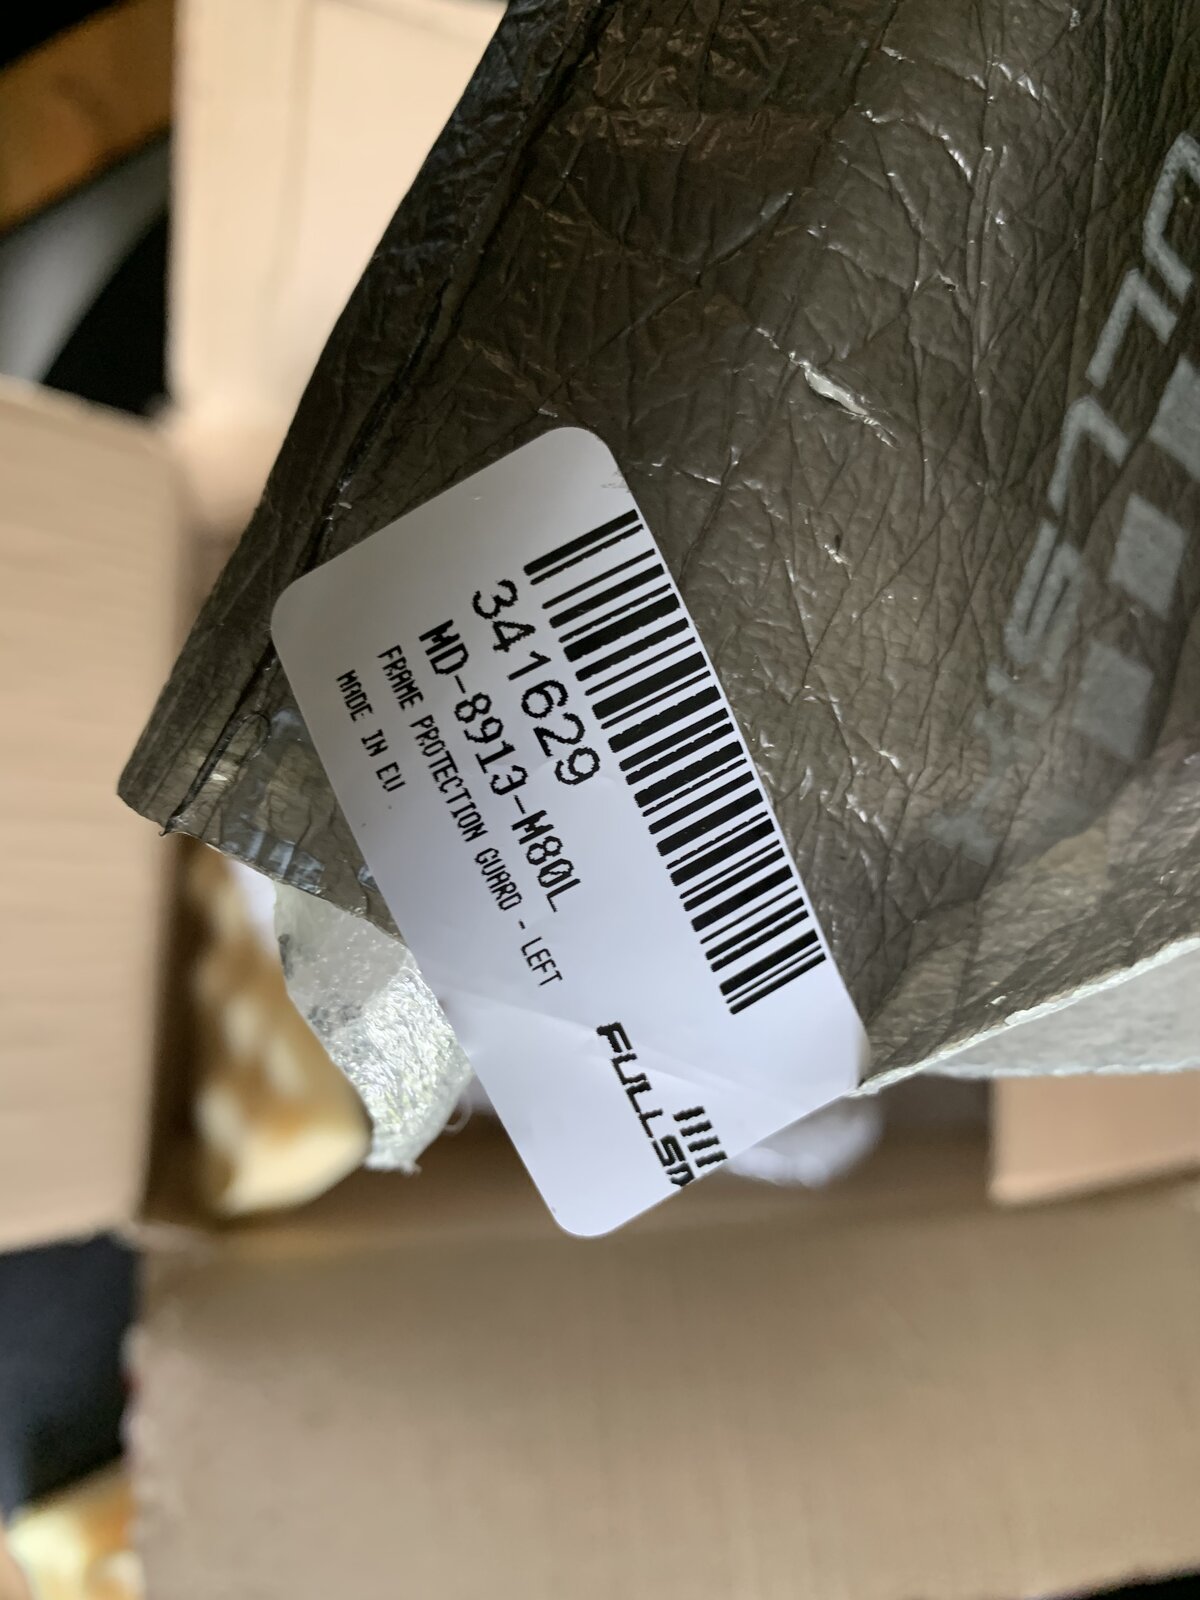 341629
MD-8913-M80L
FRAME PROTECTION GUARD - LEFT
MADE IN EU